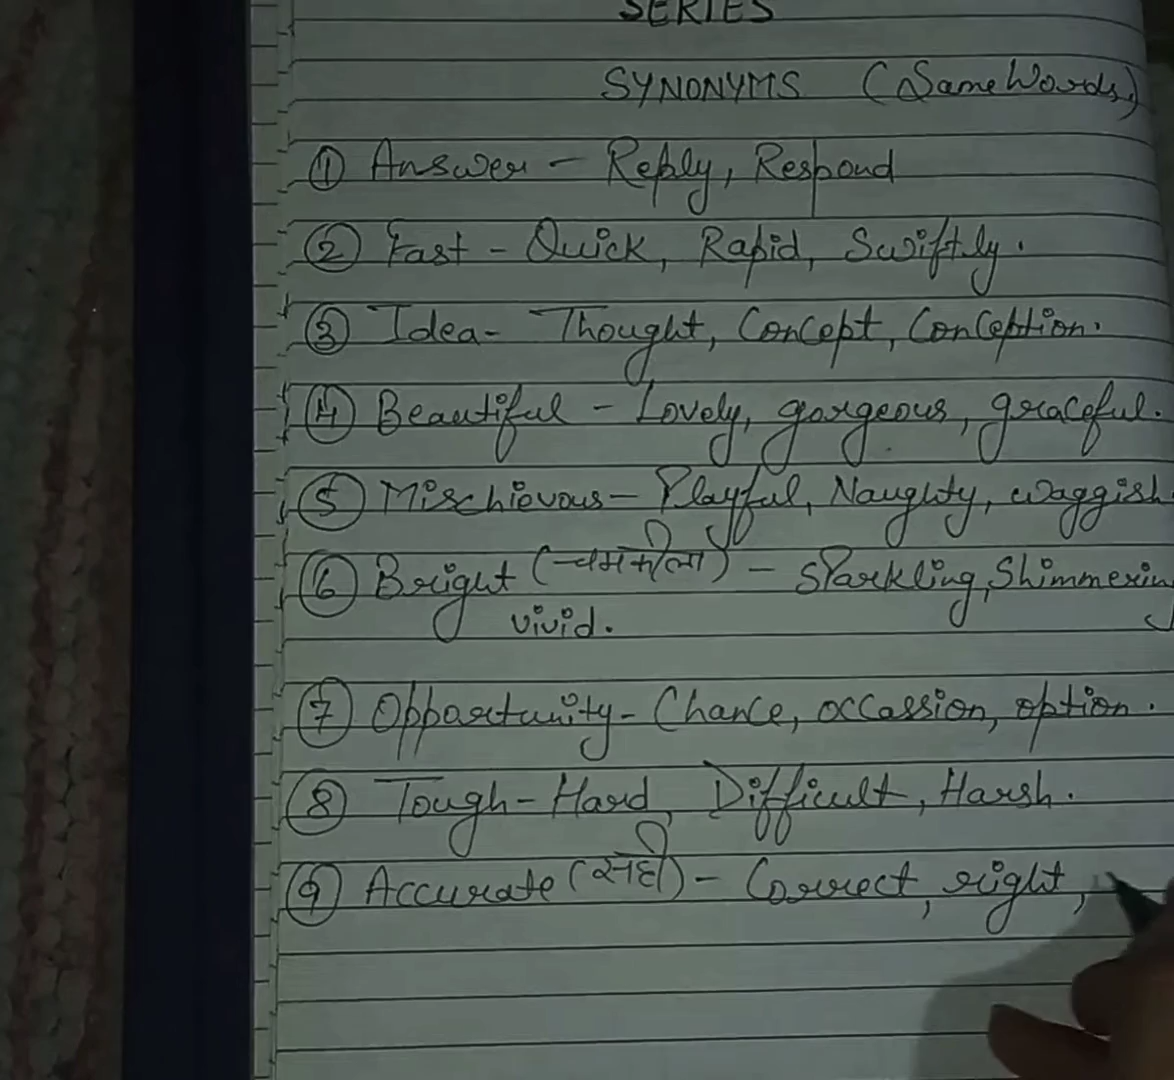 SERIES
SYNONYMS (Same Words)
① Answer - Reply, Respond
② Fast - Quick, Rapid, Swiftly.
③ Idea - Thought, Concept, Conception.
④ Beautiful - Lovely, gorgeous, graceful.
⑤ Mischievous - Playful, Naughty, waggish
⑥ Bright (चमकीला) - Sparkling, Shimmering
vivid.
⑦ Opportunity - Chance, occassion, option.
⑧ Tough - Hard, Difficult, Harsh.
⑨ Accurate (सही) - Correct, right,